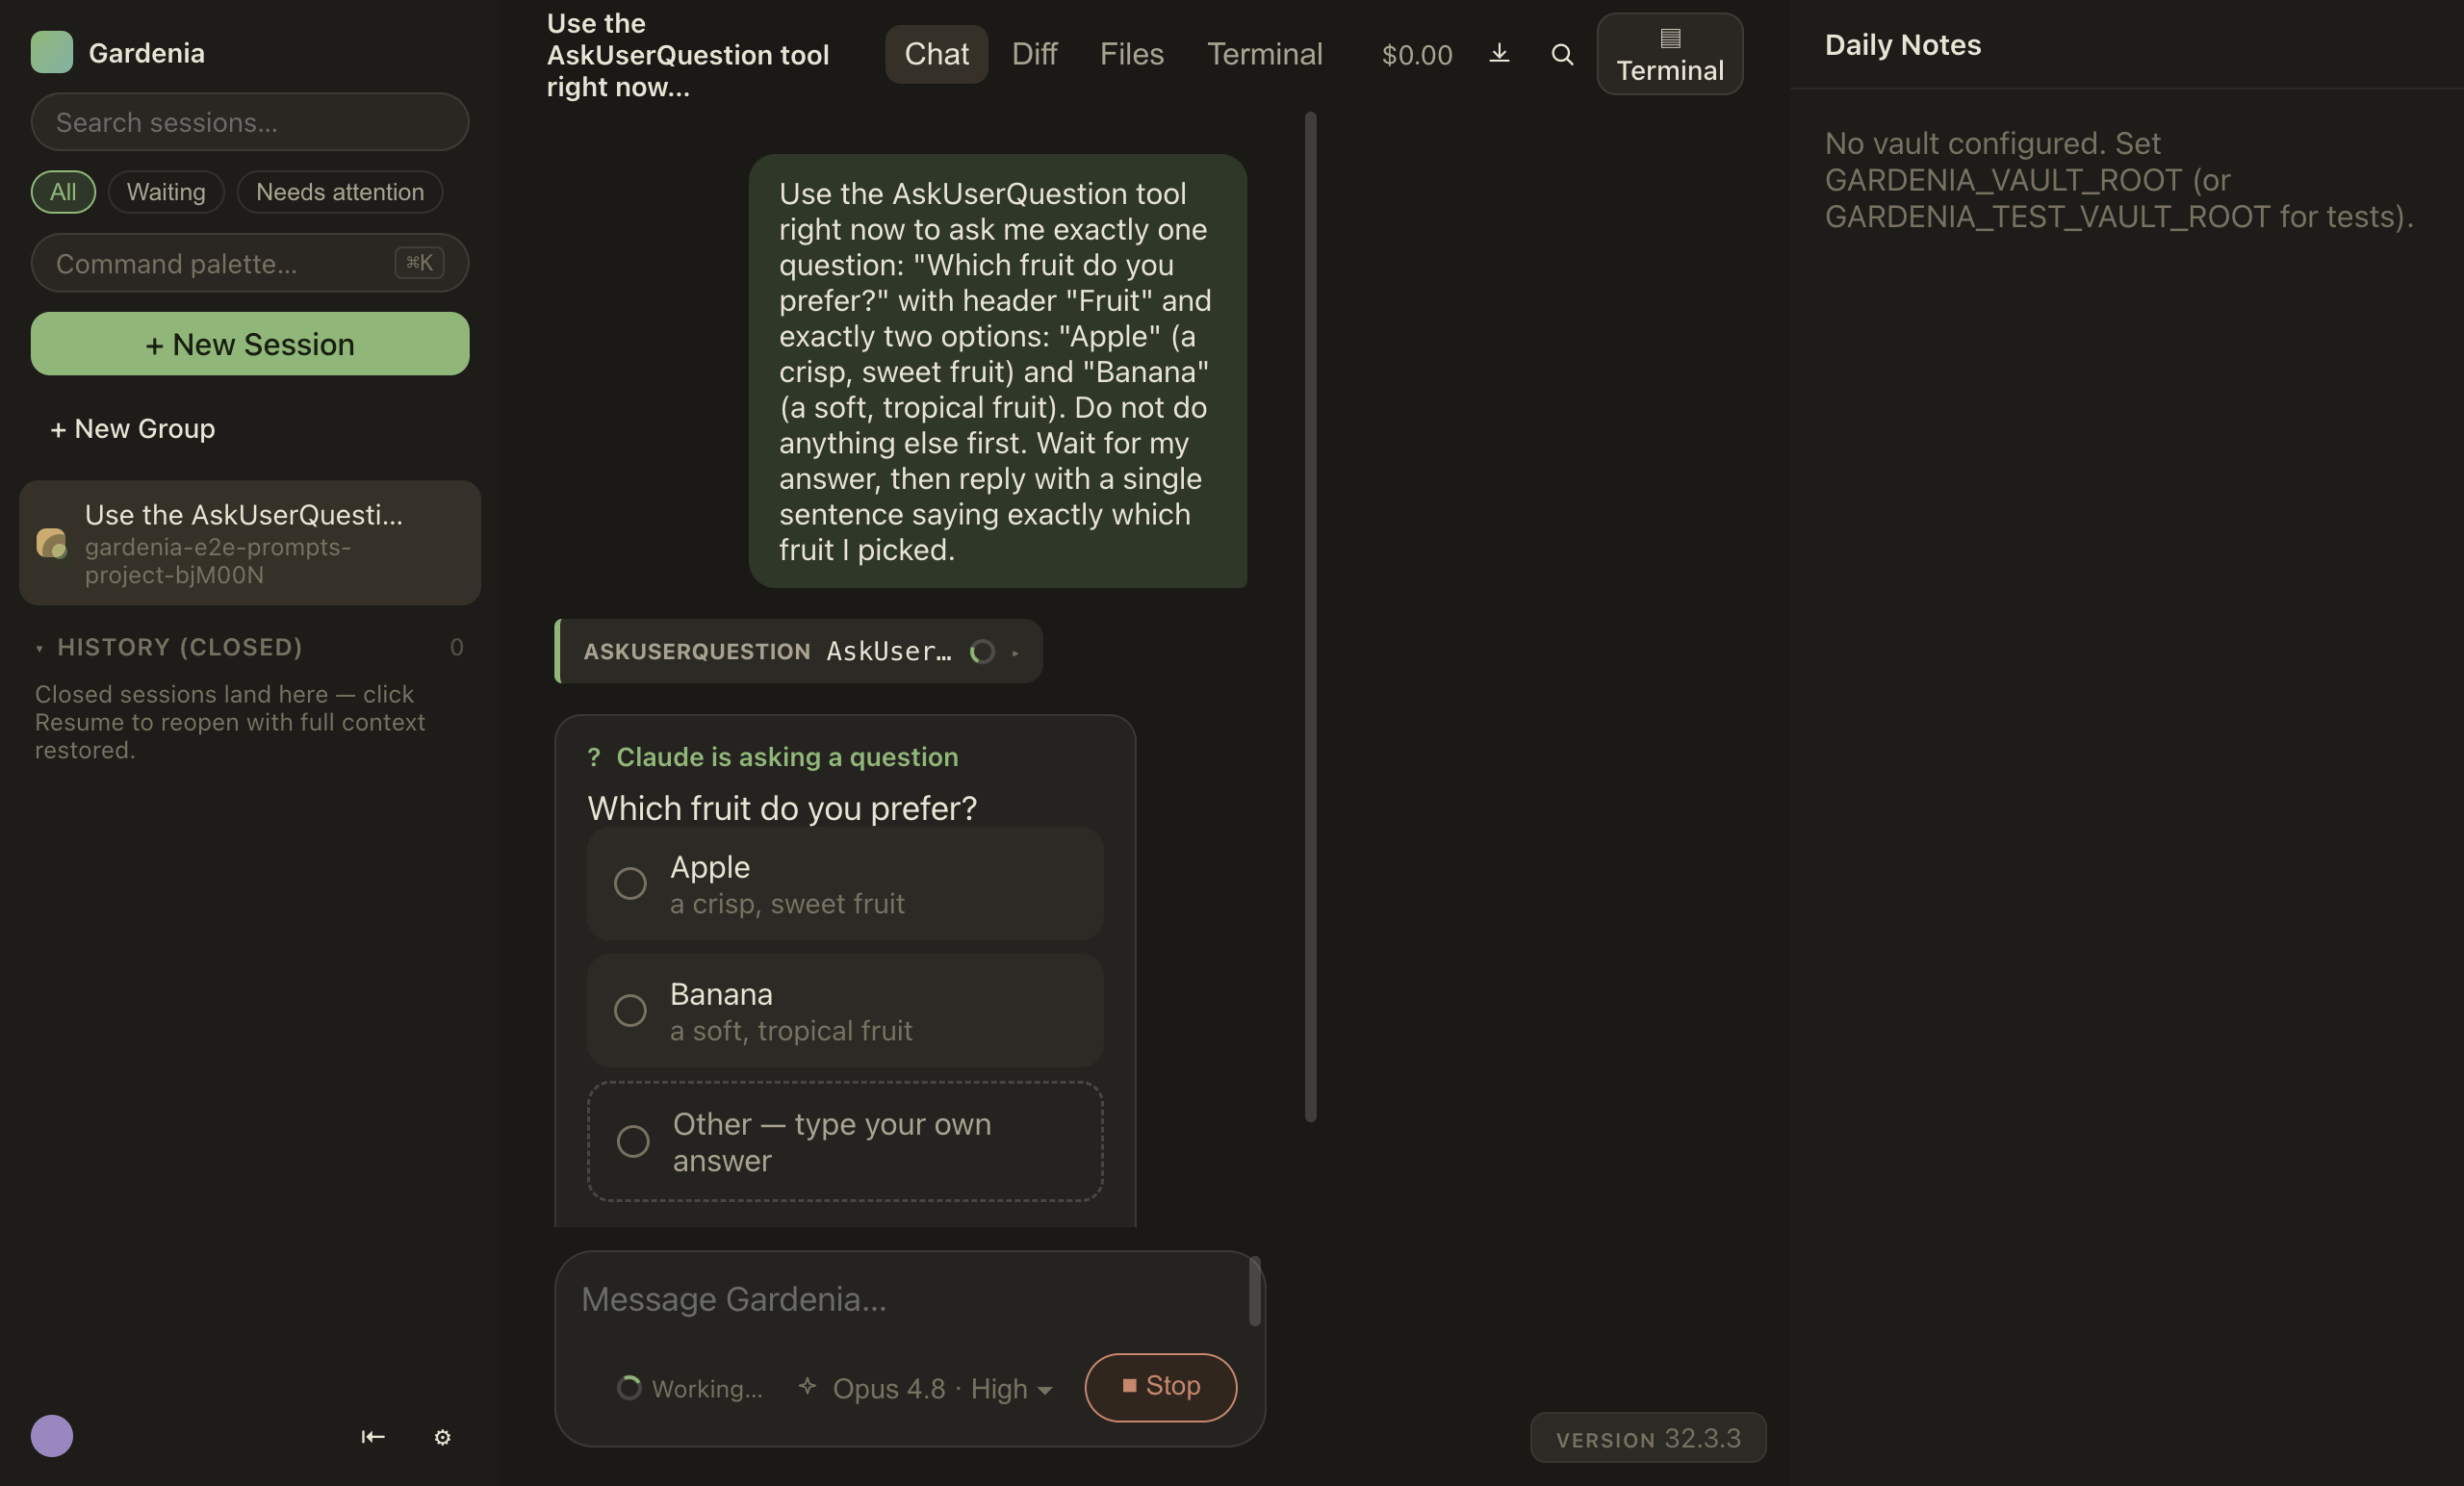 Gardenia
Search sessions...
All
Waiting
Needs attention
Command palette...
⌘K
+ New Session
+ New Group
Use the AskUserQuesti...
gardenia-e2e-prompts-
project-bjM00N
HISTORY (CLOSED)
0
Closed sessions land here — click
Resume to reopen with full context
restored.
Use the
AskUserQuestion tool
right now...
Chat
Diff
Files
Terminal
$0.00
Terminal
Use the AskUserQuestion tool
right now to ask me exactly one
question: "Which fruit do you
prefer?" with header "Fruit" and
exactly two options: "Apple" (a
crisp, sweet fruit) and "Banana"
(a soft, tropical fruit). Do not do
anything else first. Wait for my
answer, then reply with a single
sentence saying exactly which
fruit I picked.
ASKUSERQUESTION AskUser…
? Claude is asking a question
Which fruit do you prefer?
Apple
a crisp, sweet fruit
Banana
a soft, tropical fruit
Other — type your own
answer
Message Gardenia...
Working...
Opus 4.8 · High
Stop
VERSION 32.3.3
Daily Notes
No vault configured. Set
GARDENIA_VAULT_ROOT (or
GARDENIA_TEST_VAULT_ROOT for tests).